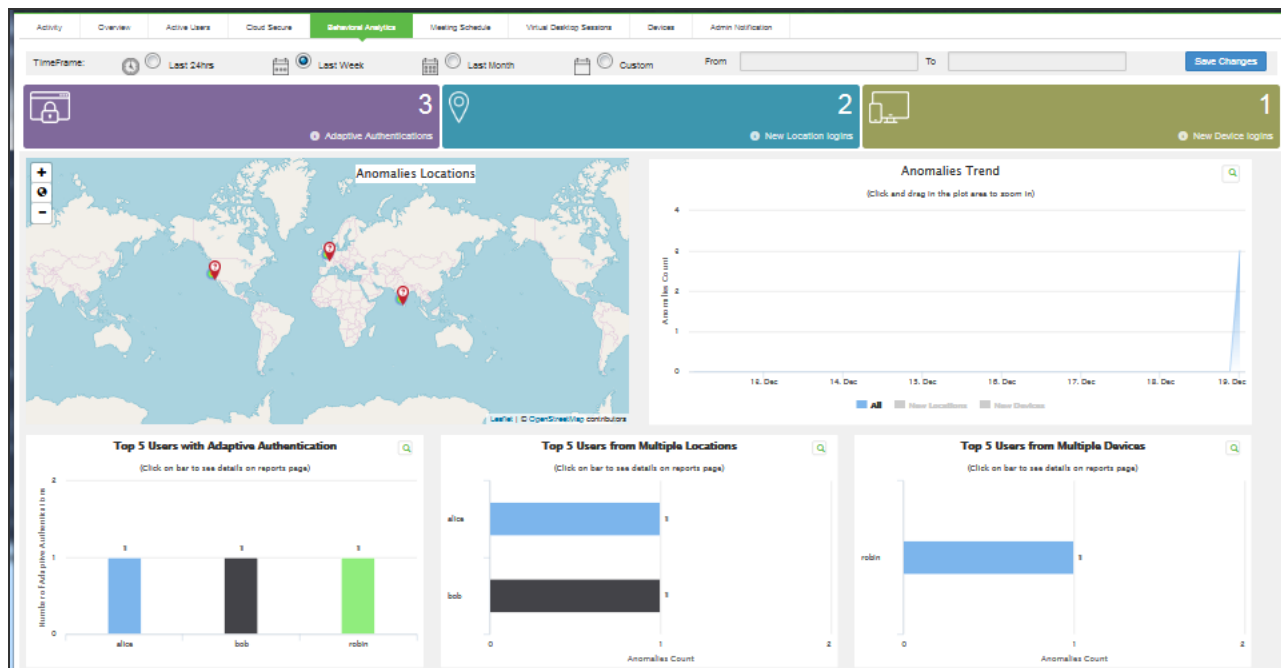 Activity Overview Active Users Cloud Secure Behavioral Analytics Meeting Schedule Virtual Desktop Sessions Devices Admin Notification
TimeFrame: Last 24hrs Last Week Last Month Custom From To Save Changes
3
Adaptive Authentications
2
New Location logins
1
New Device logins
+
−
Anomalies Locations
Leaflet | © OpenStreetMap contributors
Anomalies Trend
(Click and drag in the plot area to zoom in)
Anomalies Count
4
3
2
1
0
13. Dec 14. Dec 15. Dec 16. Dec 17. Dec 18. Dec 19. Dec
All New Locations New Devices
Top 5 Users with Adaptive Authentication
(Click on bar to see details on reports page)
Number of Adaptive Authentications
2
1
0
1 1 1
alice bob robin
Top 5 Users from Multiple Locations
(Click on bar to see details on reports page)
alice 1
bob 1
0 1 2
Anomalies Count
Top 5 Users from Multiple Devices
(Click on bar to see details on reports page)
robin 1
0 1 2
Anomalies Count